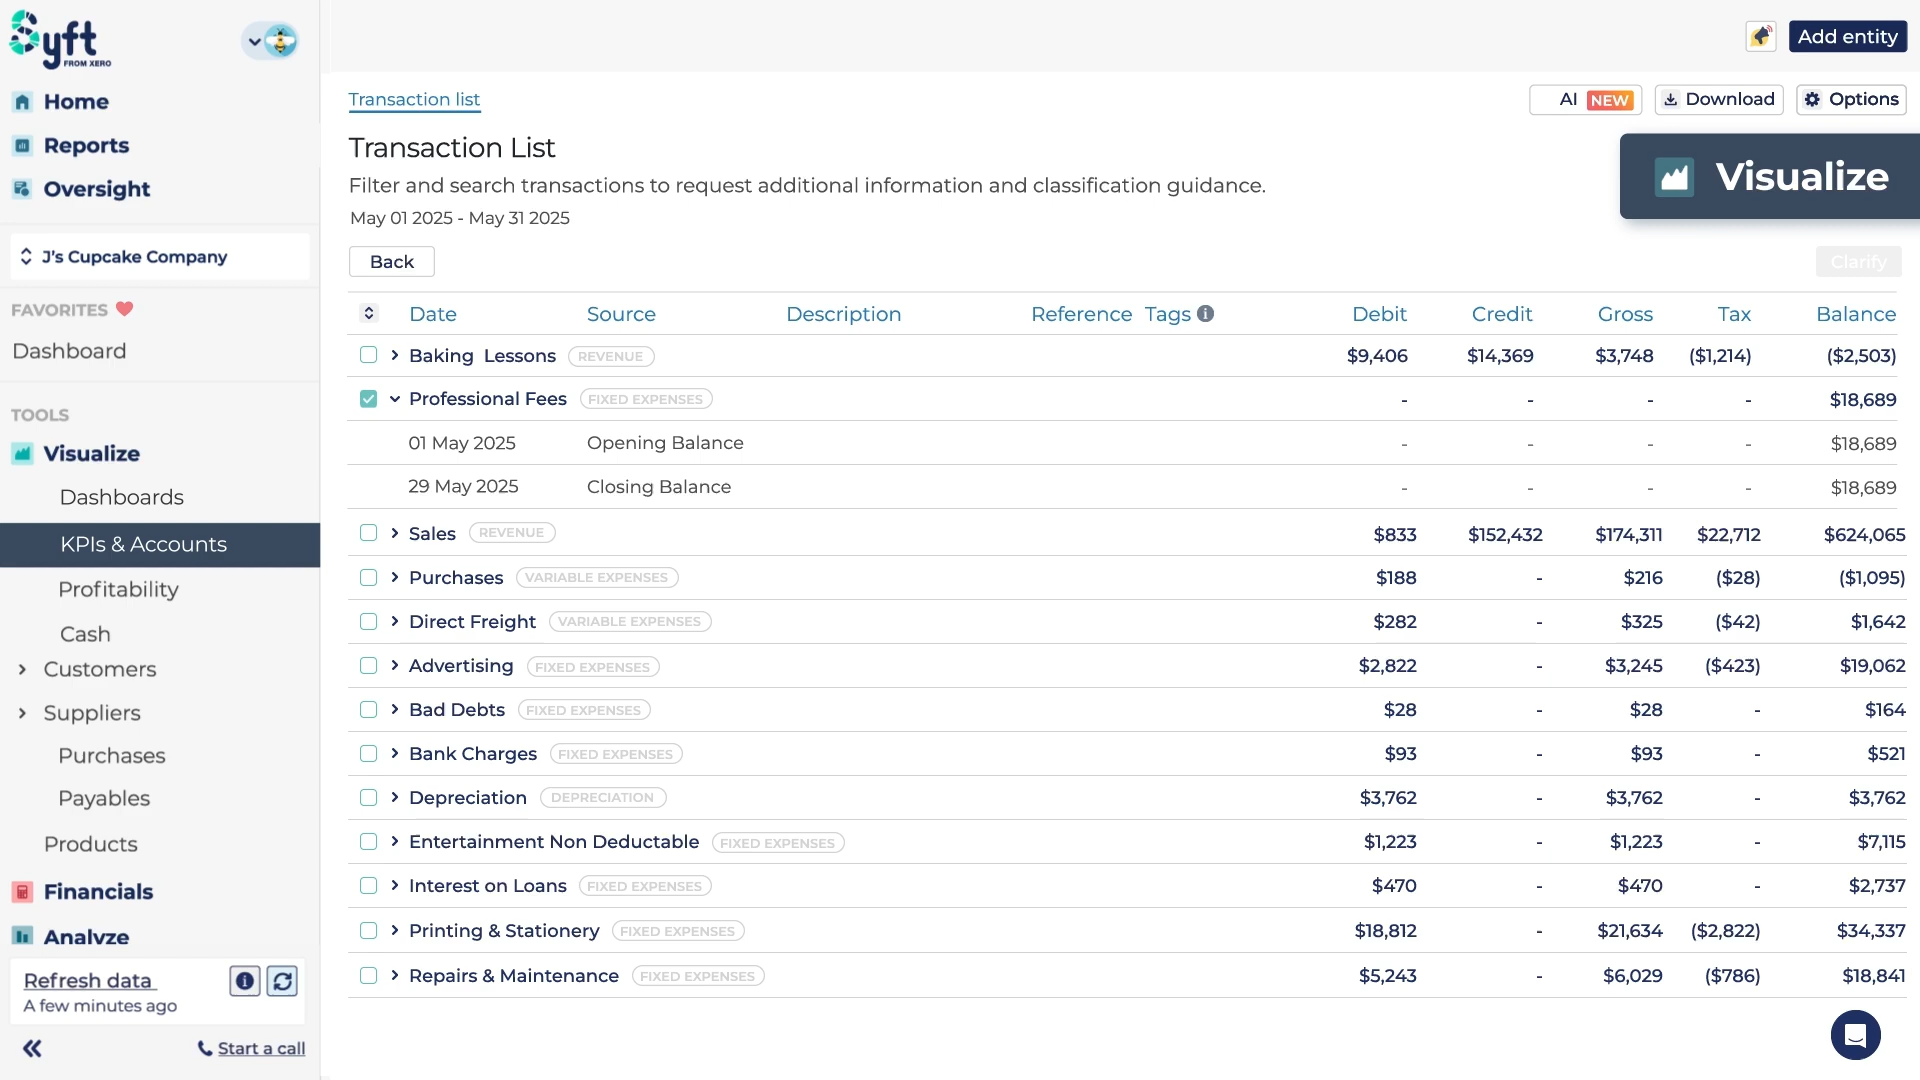 Syft
FROM XERO
Add entity
Home
Reports
Oversight
J's Cupcake Company
FAVORITES
Dashboard
TOOLS
Visualize
Dashboards
KPIs & Accounts
Profitability
Cash
Customers
Suppliers
Purchases
Payables
Products
Financials
Analyze
Refresh data
A few minutes ago
Start a call
Transaction list
AI NEW Download Options
Transaction List
Visualize
Filter and search transactions to request additional information and classification guidance.
May 01 2025 - May 31 2025
Back Clarify
Date Source Description Reference Tags Debit Credit Gross Tax Balance
Baking Lessons REVENUE $9,406 $14,369 $3,748 ($1,214) ($2,503)
Professional Fees FIXED EXPENSES - - - - $18,689
01 May 2025 Opening Balance - - - - $18,689
29 May 2025 Closing Balance - - - - $18,689
Sales REVENUE $833 $152,432 $174,311 $22,712 $624,065
Purchases VARIABLE EXPENSES $188 - $216 ($28) ($1,095)
Direct Freight VARIABLE EXPENSES $282 - $325 ($42) $1,642
Advertising FIXED EXPENSES $2,822 - $3,245 ($423) $19,062
Bad Debts FIXED EXPENSES $28 - $28 - $164
Bank Charges FIXED EXPENSES $93 - $93 - $521
Depreciation DEPRECIATION $3,762 - $3,762 - $3,762
Entertainment Non Deductable FIXED EXPENSES $1,223 - $1,223 - $7,115
Interest on Loans FIXED EXPENSES $470 - $470 - $2,737
Printing & Stationery FIXED EXPENSES $18,812 - $21,634 ($2,822) $34,337
Repairs & Maintenance FIXED EXPENSES $5,243 - $6,029 ($786) $18,841